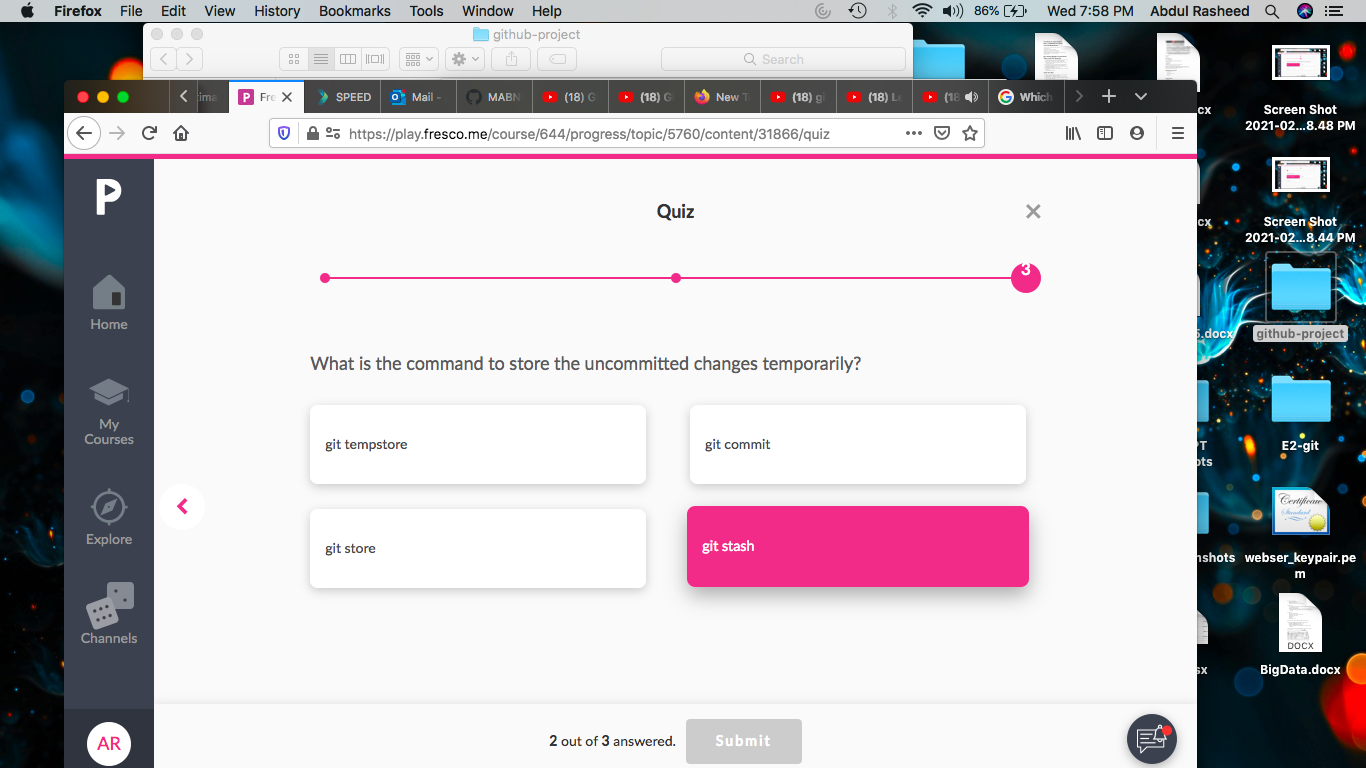 Firefox File Edit View History Bookmarks Tools Window Help 86% Wed 7:58 PM Abdul Rasheed
github-project
Search
Fre SPEED Mail - MABN (18) G (18) G New T (18) gi (18) Le (18) Which
https://play.fresco.me/course/644/progress/topic/5760/content/31866/quiz
Screen Shot
2021-02...8.48 PM
Screen Shot
2021-02...8.44 PM
github-project
E2-git
webser_keypair.pe
m
DOCX
BigData.docx
cx
cx
5.docx
PT
ots
nshots
sx
Home
My
Courses
Explore
Channels
AR
Quiz
3
What is the command to store the uncommitted changes temporarily?
git tempstore
git commit
git store
git stash
2 out of 3 answered.
Submit